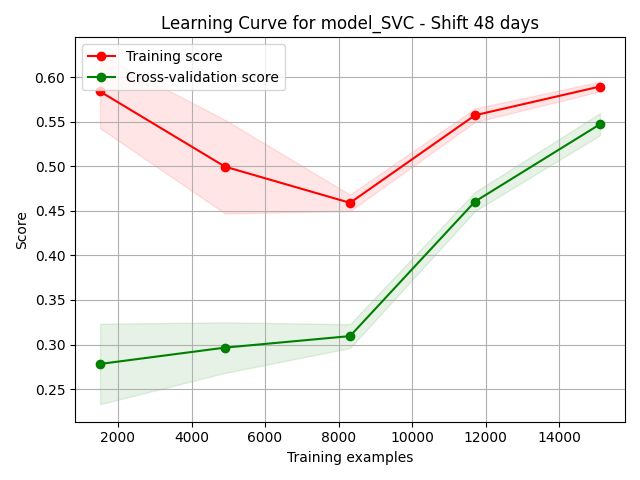 Learning Curve for model_SVC - Shift 48 days
Training score
Cross-validation score
0.60
0.55
0.50
0.45
0.40
0.35
0.30
0.25
Score
2000 4000 6000 8000 10000 12000 14000
Training examples